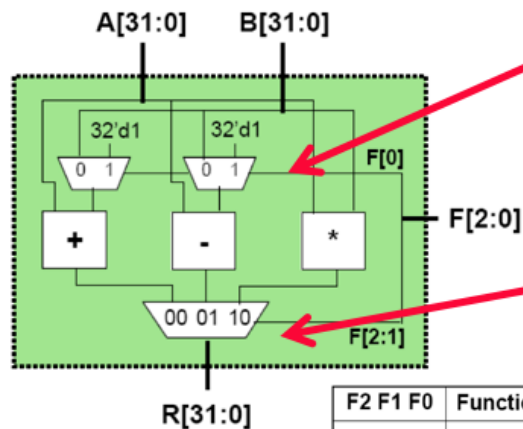 A[31:0] B[31:0]
32'd1 32'd1
0 1 0 1 F[0]
+ - * F[2:0]
00 01 10
F[2:1]
R[31:0]
F2 F1 F0